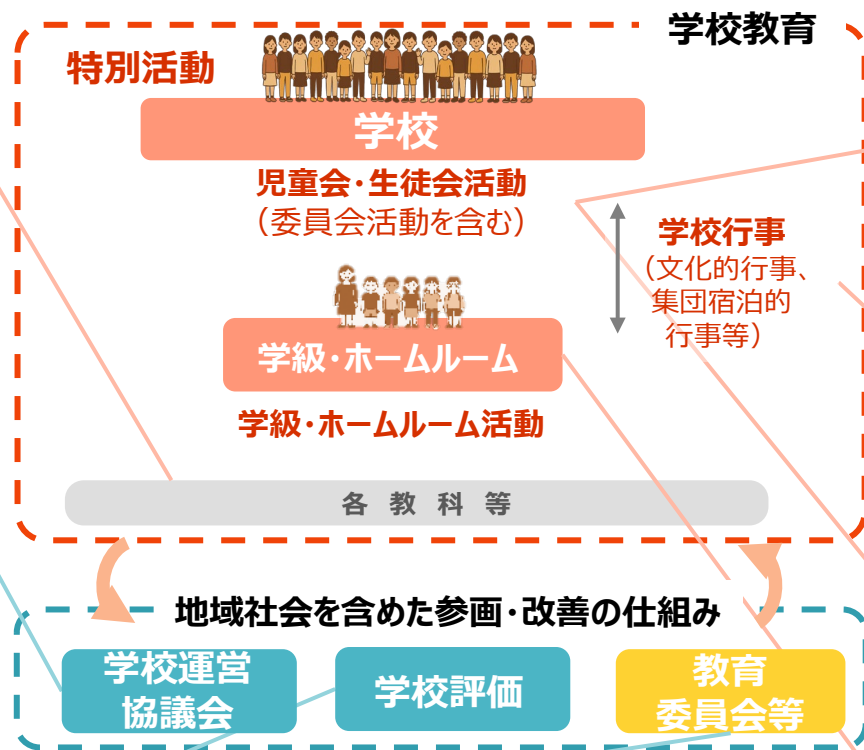 学校教育
特別活動
学校
児童会・生徒会活動
（委員会活動を含む）
学校行事
（文化的行事、
集団宿泊的
行事等）
学級・ホームルーム
学級・ホームルーム活動
各教科等
地域社会を含めた参画・改善の仕組み
学校運営
協議会
学校評価
教育
委員会等